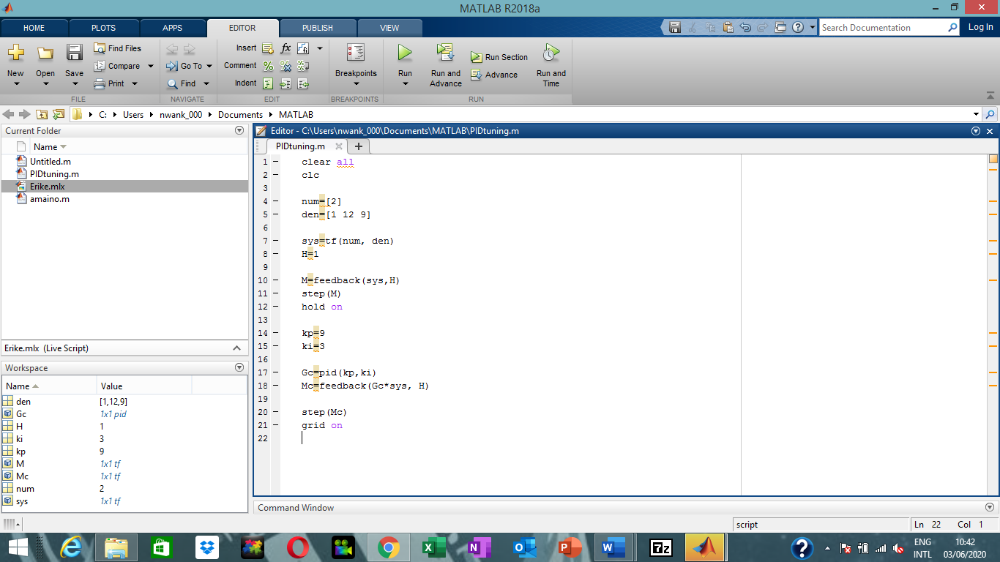 MATLAB R2018a
HOME PLOTS APPS EDITOR PUBLISH VIEW
Search Documentation
Log In
New Open Save
Find Files
Compare
Print
Go To
Find
Insert
fx
Comment
Indent
Breakpoints
Run
Run and Advance
Run Section
Advance
Run and Time
FILE NAVIGATE EDIT BREAKPOINTS RUN
C: Users nwank_000 Documents MATLAB
Current Folder
Name
Untitled.m
PIDtuning.m
Erike.mlx
amaino.m
Erike.mlx (Live Script)
Workspace
Name Value
den [1,12,9]
Gc 1x1 pid
H 1
ki 3
kp 9
M 1x1 tf
Mc 1x1 tf
num 2
sys 1x1 tf
Editor - C:\Users\nwank_000\Documents\MATLAB\PIDtuning.m
PIDtuning.m
1 clear all
2 clc
3
4 num=[2]
5 den=[1 12 9]
6
7 sys=tf(num, den)
8 H=1
9
10 M=feedback(sys,H)
11 step(M)
12 hold on
13
14 kp=9
15 ki=3
16
17 Gc=pid(kp,ki)
18 Mc=feedback(Gc*sys, H)
19
20 step(Mc)
21 grid on
22
Command Window
script
Ln 22 Col 1
7z
ENG
INTL
10:42
03/06/2020